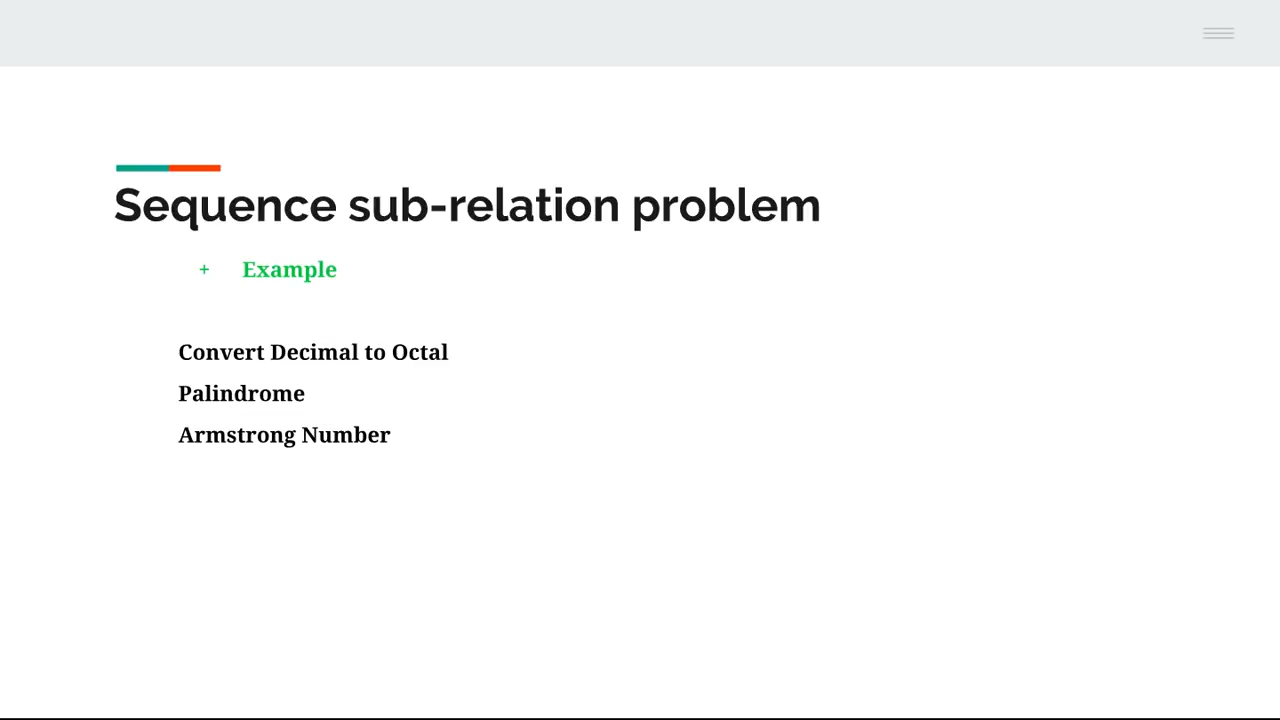 Sequence sub-relation problem
+ Example
Convert Decimal to Octal
Palindrome
Armstrong Number